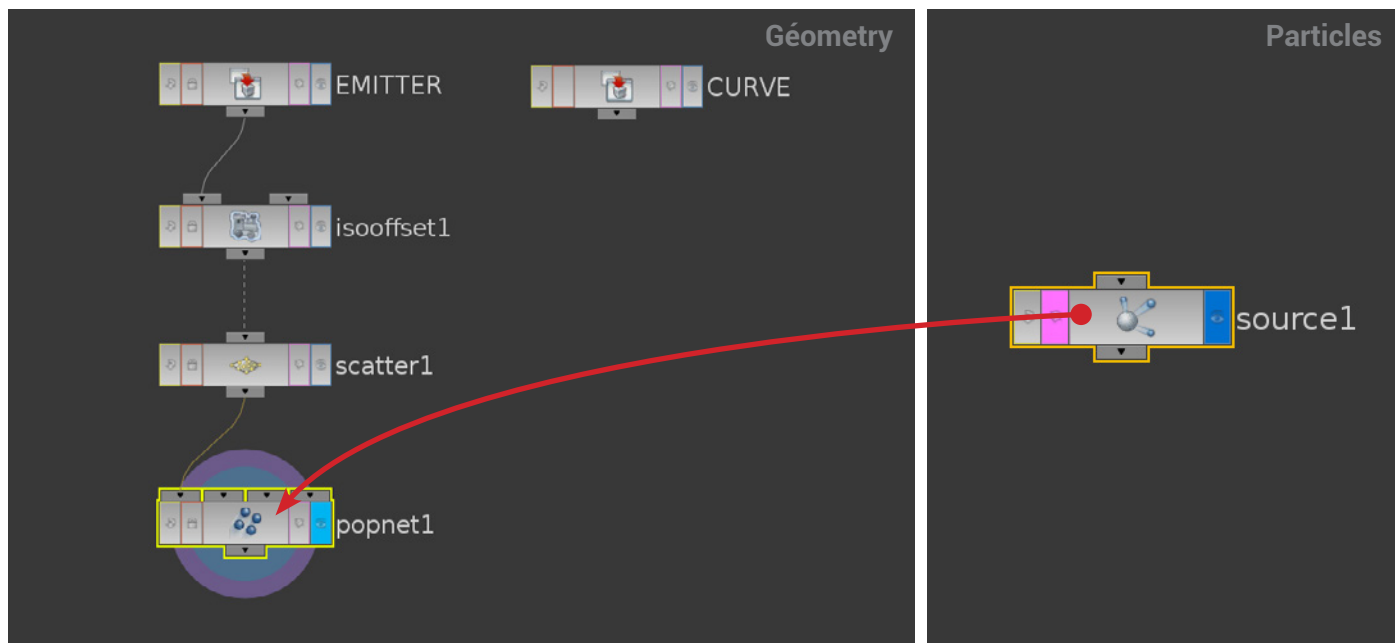 Géometry
Particles
EMITTER
CURVE
isooffset1
source1
scatter1
popnet1